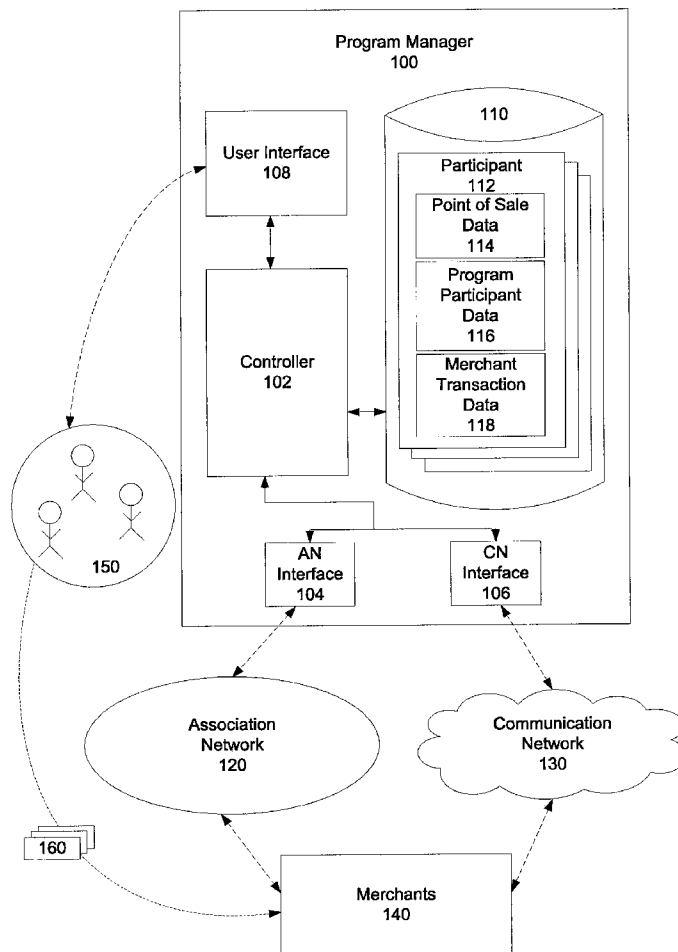 Program Manager
100
110
User Interface
108
Participant
112
Point of Sale
Data
114
Program
Participant
Data
116
Merchant
Transaction
Data
118
Controller
102
150
AN
Interface
104
CN
Interface
106
Association
Network
120
Communication
Network
130
160
Merchants
140